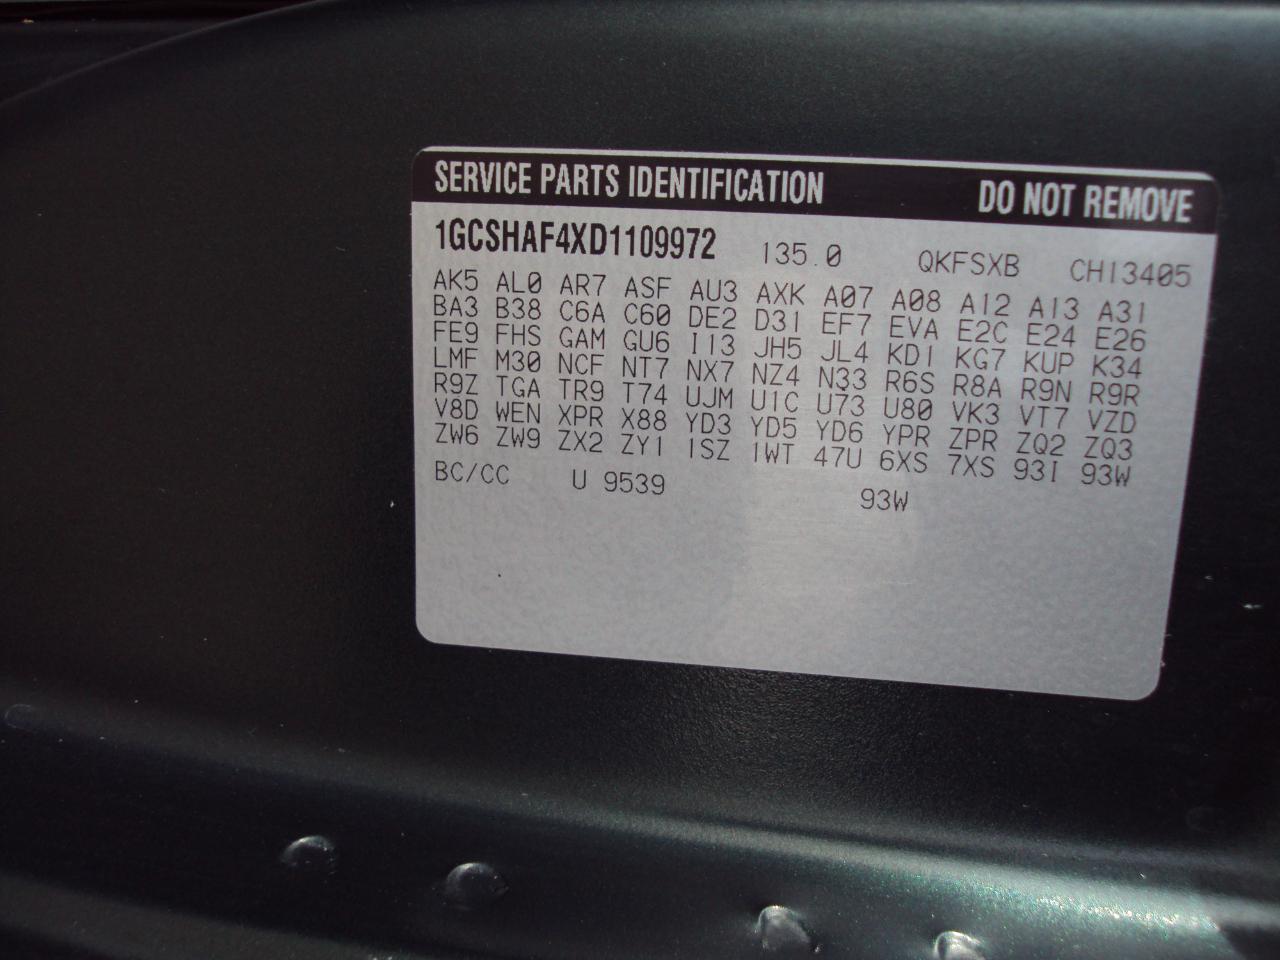 SERVICE PARTS IDENTIFICATION DO NOT REMOVE
1GCSHAF4XD1109972 135.0 QKFSXB CH13405
AK5 AL0 AR7 ASF AU3 AXK A07 A08 A12 A13 A31
BA3 B38 C6A C60 DE2 D31 EF7 EVA E2C E24 E26
FE9 FHS GAM GU6 I13 JH5 JL4 KD1 KG7 KUP K34
LMF M30 NCF NT7 NX7 NZ4 N33 R6S R8A R9N R9R
R9Z TGA TR9 T74 UJM U1C U73 U80 VK3 VT7 VZD
V8D WEN XPR X88 YD3 YD5 YD6 YPR ZPR ZQ2 ZQ3
ZW6 ZW9 ZX2 ZY1 1SZ 1WT 47U 6XS 7XS 93I 93W
BC/CC U 9539 93W